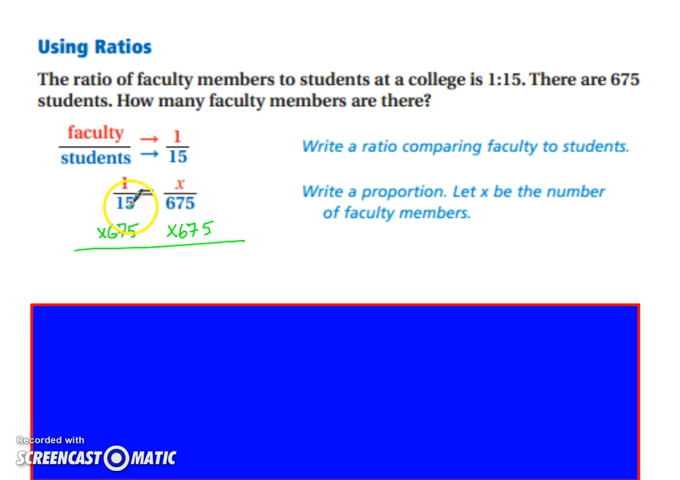 Using Ratios
The ratio of faculty members to students at a college is 1:15. There are 675
students. How many faculty members are there?
faculty → 1
students → 15
Write a ratio comparing faculty to students.
1 = x
15 675
Write a proportion. Let x be the number
of faculty members.
x675 x675
Recorded with
SCREENCAST O MATIC